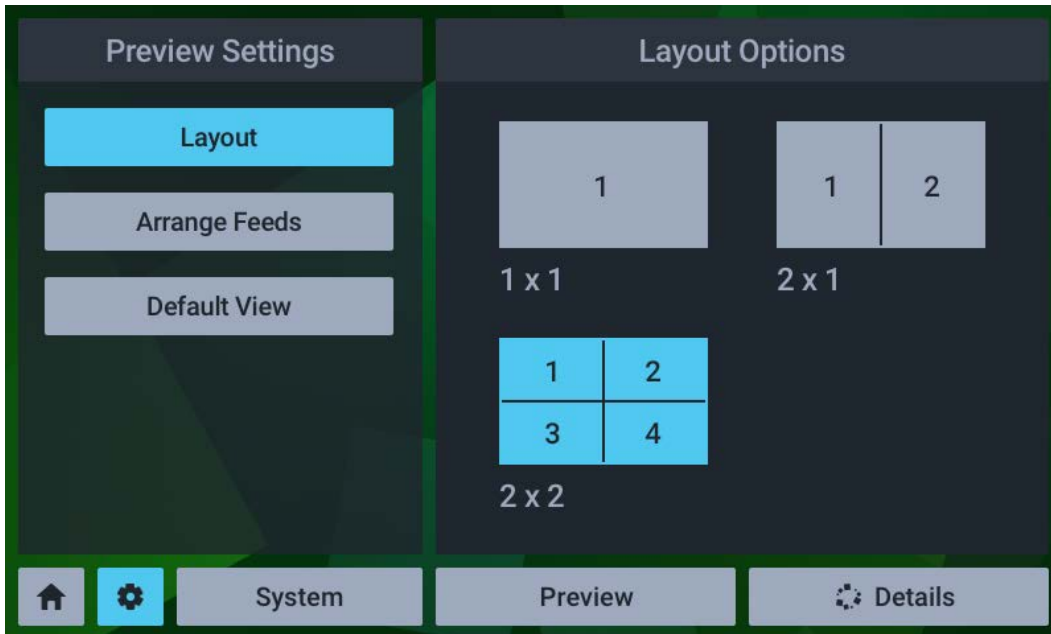 Preview Settings
Layout
Arrange Feeds
Default View
Layout Options
1
1 x 1
1 2
2 x 1
1 2
3 4
2 x 2
System
Preview
Details